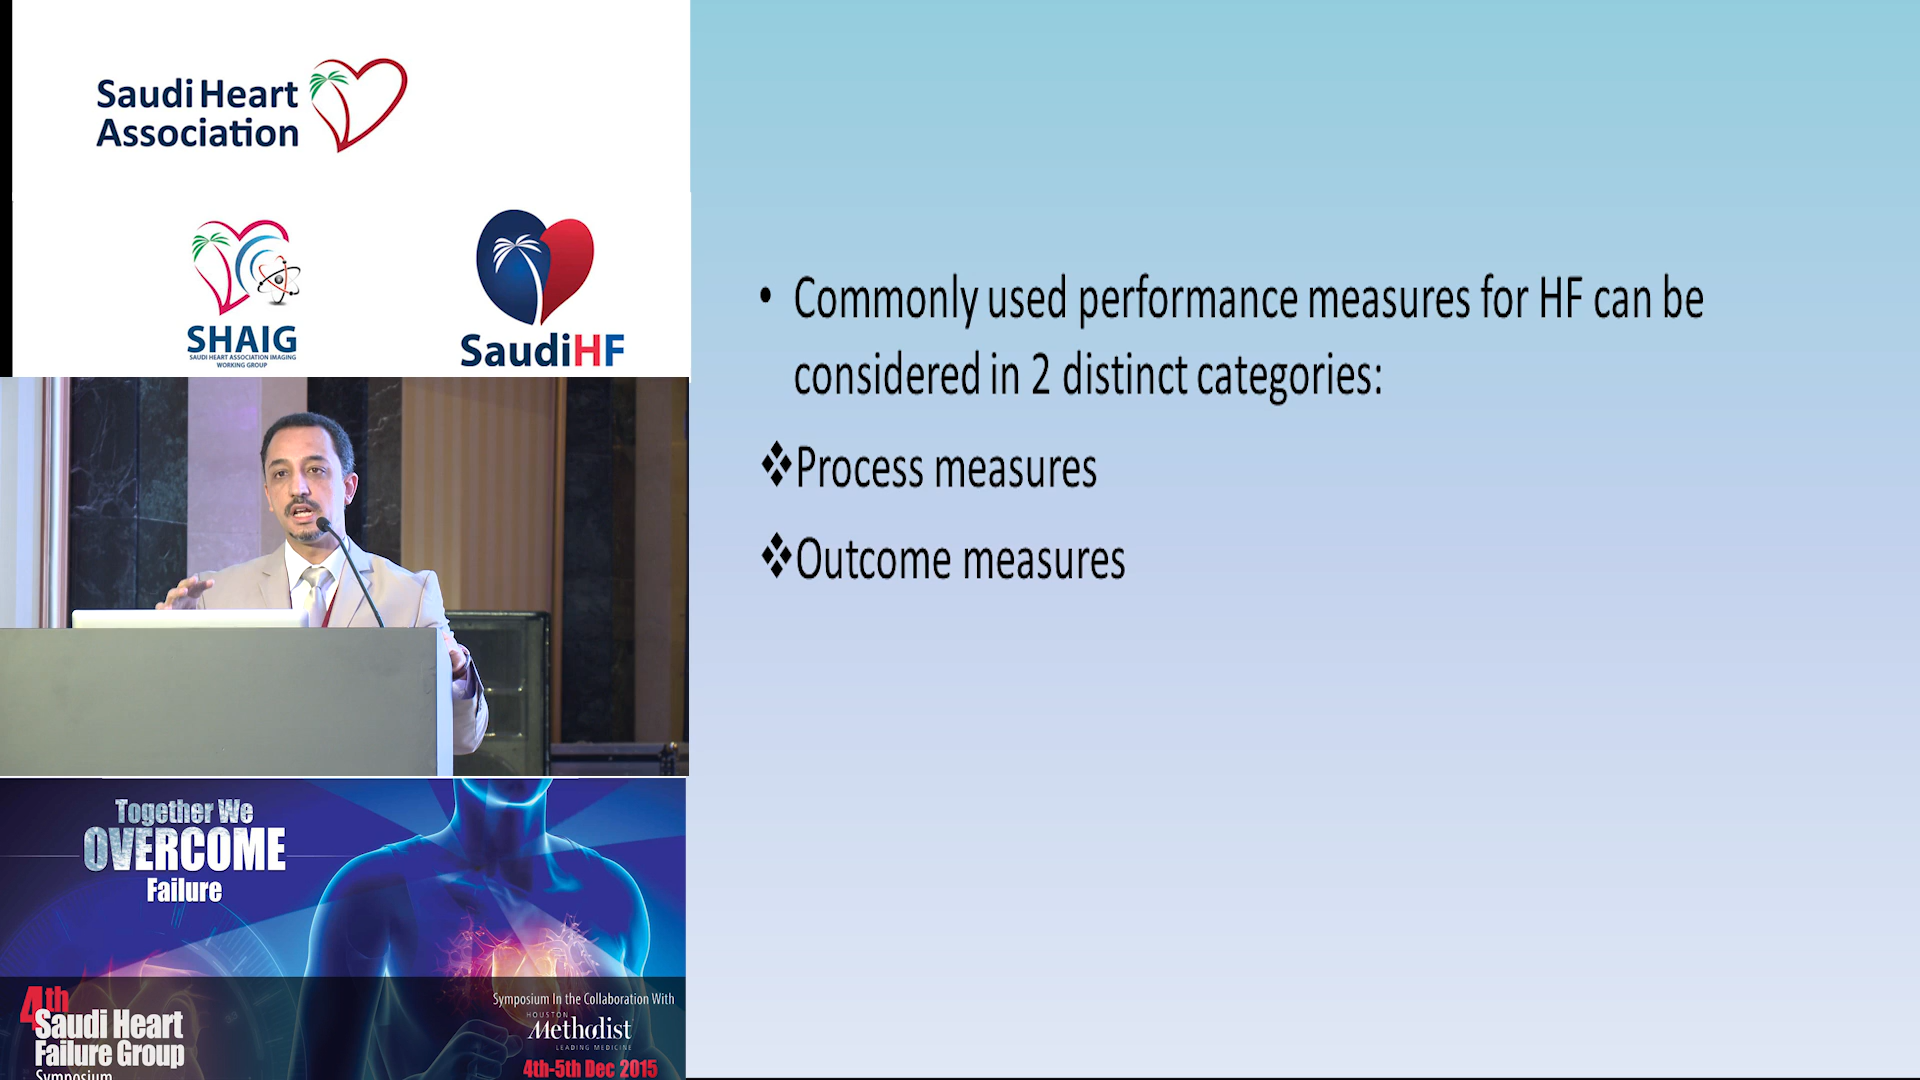 Saudi Heart
Association
SHAIG
SAUDI HEART ASSOCIATION IMAGING
WORKING GROUP
SaudiHF
Together We
OVERCOME
Failure
4th
Saudi Heart
Failure Group
Symposium
Symposium In the Collaboration With
HOUSTON
Methodist
LEADING MEDICINE
4th-5th Dec 2015
• Commonly used performance measures for HF can be
considered in 2 distinct categories:
❖Process measures
❖Outcome measures